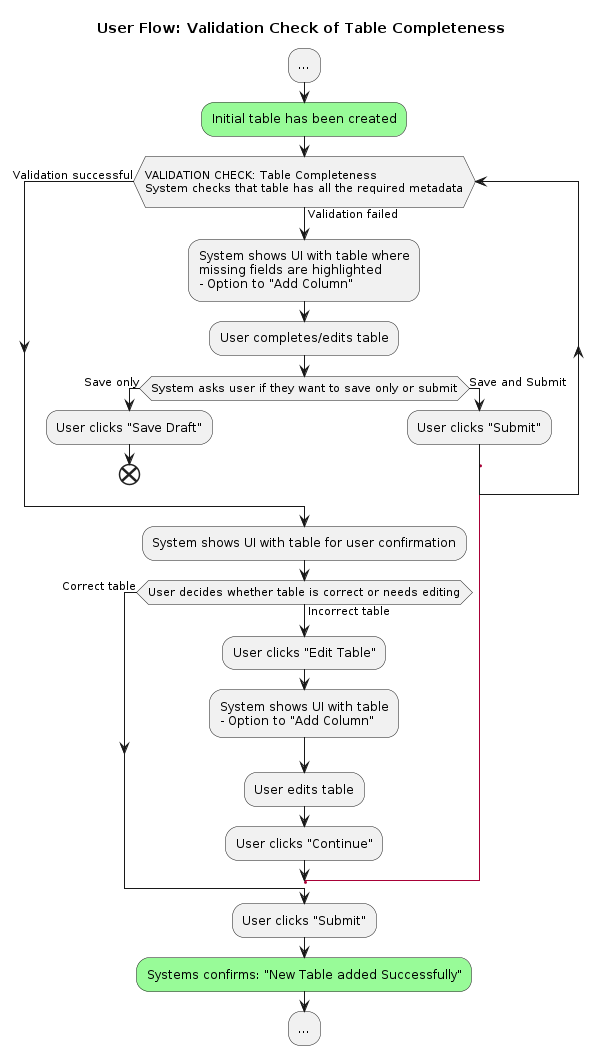 User Flow: Validation Check of Table Completeness
...
Initial table has been created
Validation successful
VALIDATION CHECK: Table Completeness
System checks that table has all the required metadata
Validation failed
System shows UI with table where
missing fields are highlighted
- Option to "Add Column"
User completes/edits table
Save only
System asks user if they want to save only or submit
Save and Submit
User clicks "Save Draft"
User clicks "Submit"
System shows UI with table for user confirmation
Correct table
User decides whether table is correct or needs editing
Incorrect table
User clicks "Edit Table"
System shows UI with table
- Option to "Add Column"
User edits table
User clicks "Continue"
User clicks "Submit"
Systems confirms: "New Table added Successfully"
...